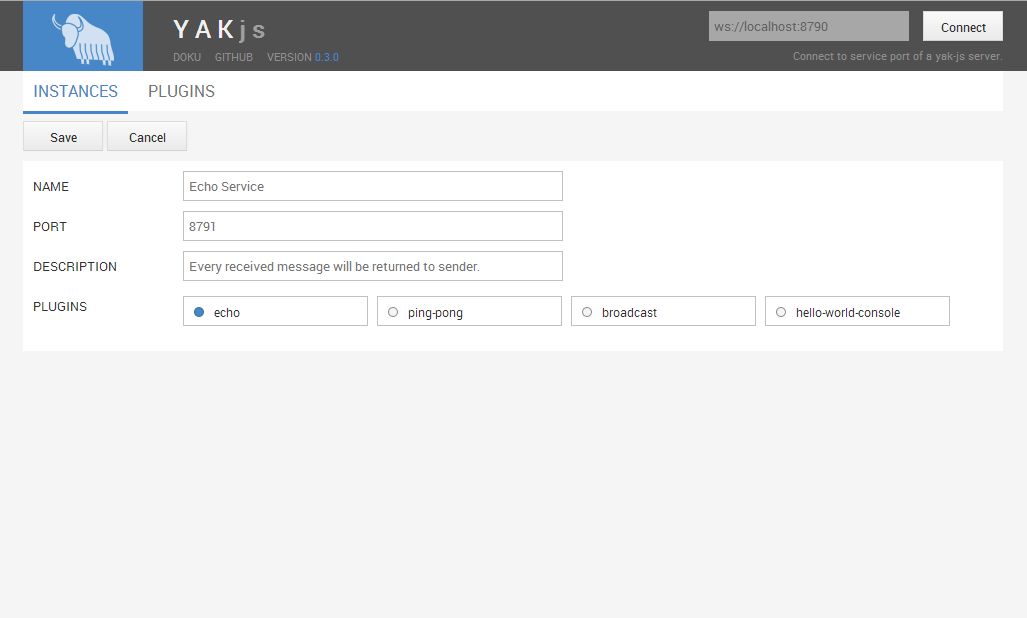 YAKjs
ws://localhost:8790
Connect
DOKU GITHUB VERSION 0.3.0
Connect to service port of a yak-js server.
INSTANCES PLUGINS
Save Cancel
NAME Echo Service
PORT 8791
DESCRIPTION Every received message will be returned to sender.
PLUGINS echo ping-pong broadcast hello-world-console